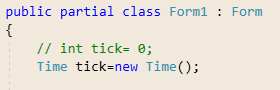 public partial class Form1 : Form
{
// int tick= 0;
Time tick=new Time();